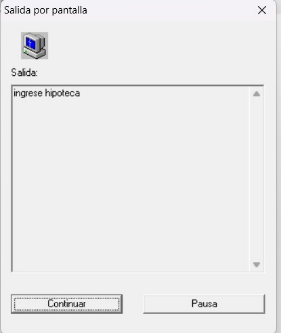 Salida por pantalla
Salida:
ingrese hipoteca
Continuar
Pausa